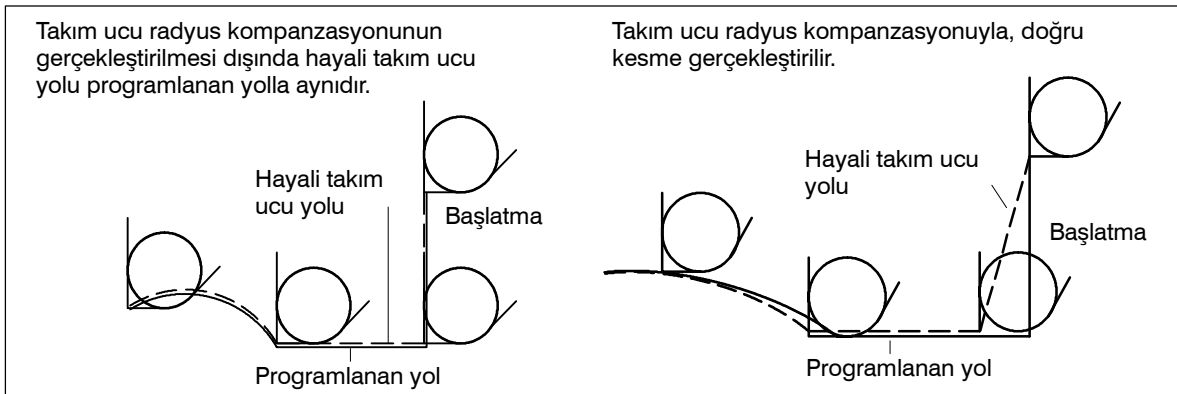 Takım ucu radyus kompanzasyonunun
gerçekleştirilmesi dışında hayali takım ucu
yolu programlanan yolla aynıdır.
Hayali takım
ucu yolu
Başlatma
Programlanan yol
Takım ucu radyus kompanzasyonuyla, doğru
kesme gerçekleştirilir.
Hayali takım ucu
yolu
Başlatma
Programlanan yol